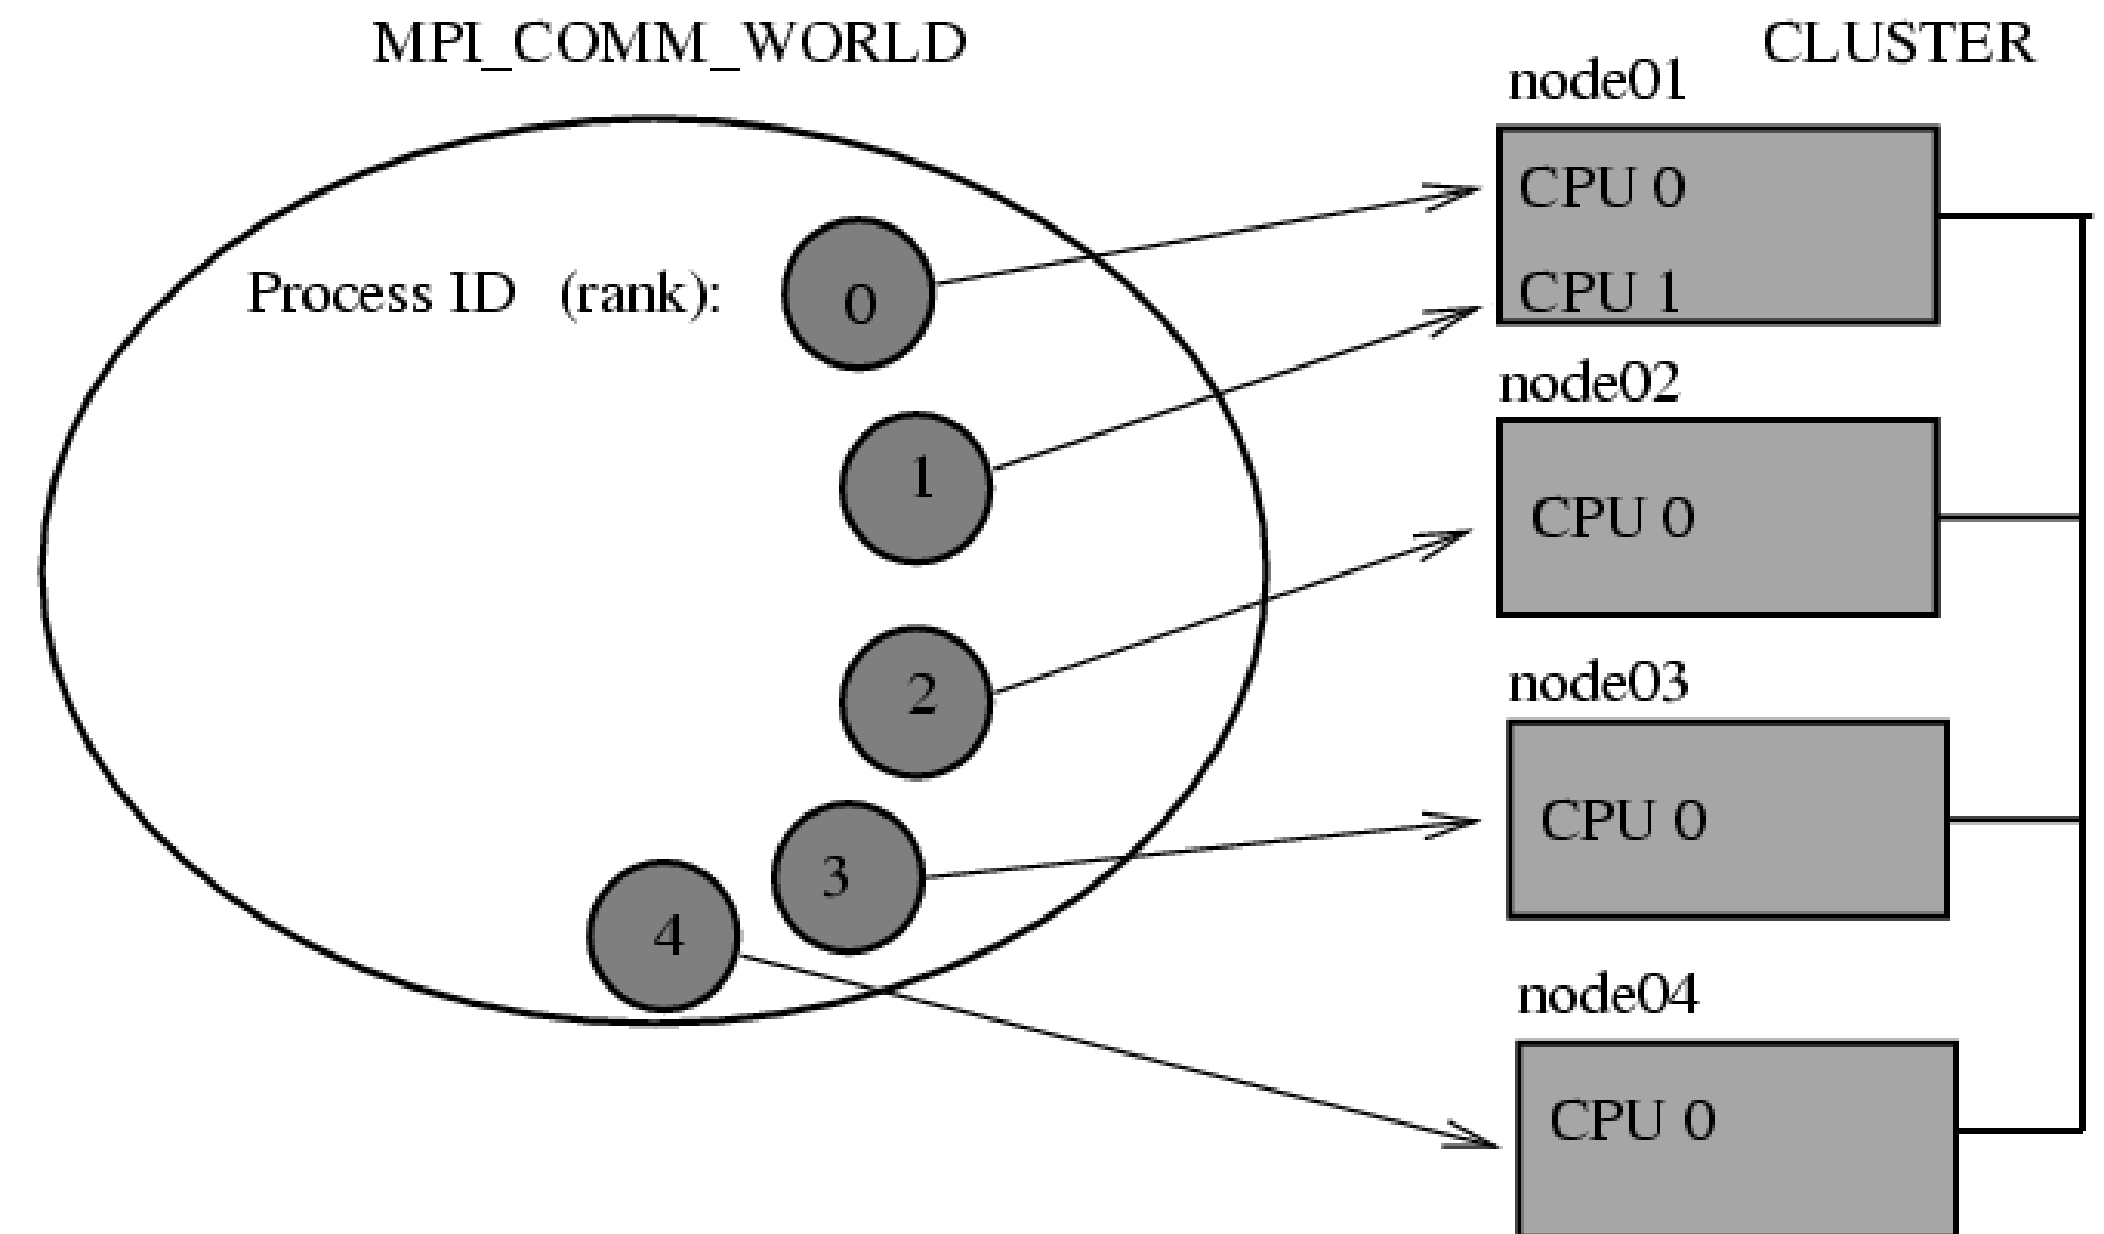 MPI_COMM_WORLD
CLUSTER
node01
CPU 0
CPU 1
Process ID (rank):
0
1
2
3
4
node02
CPU 0
node03
CPU 0
node04
CPU 0